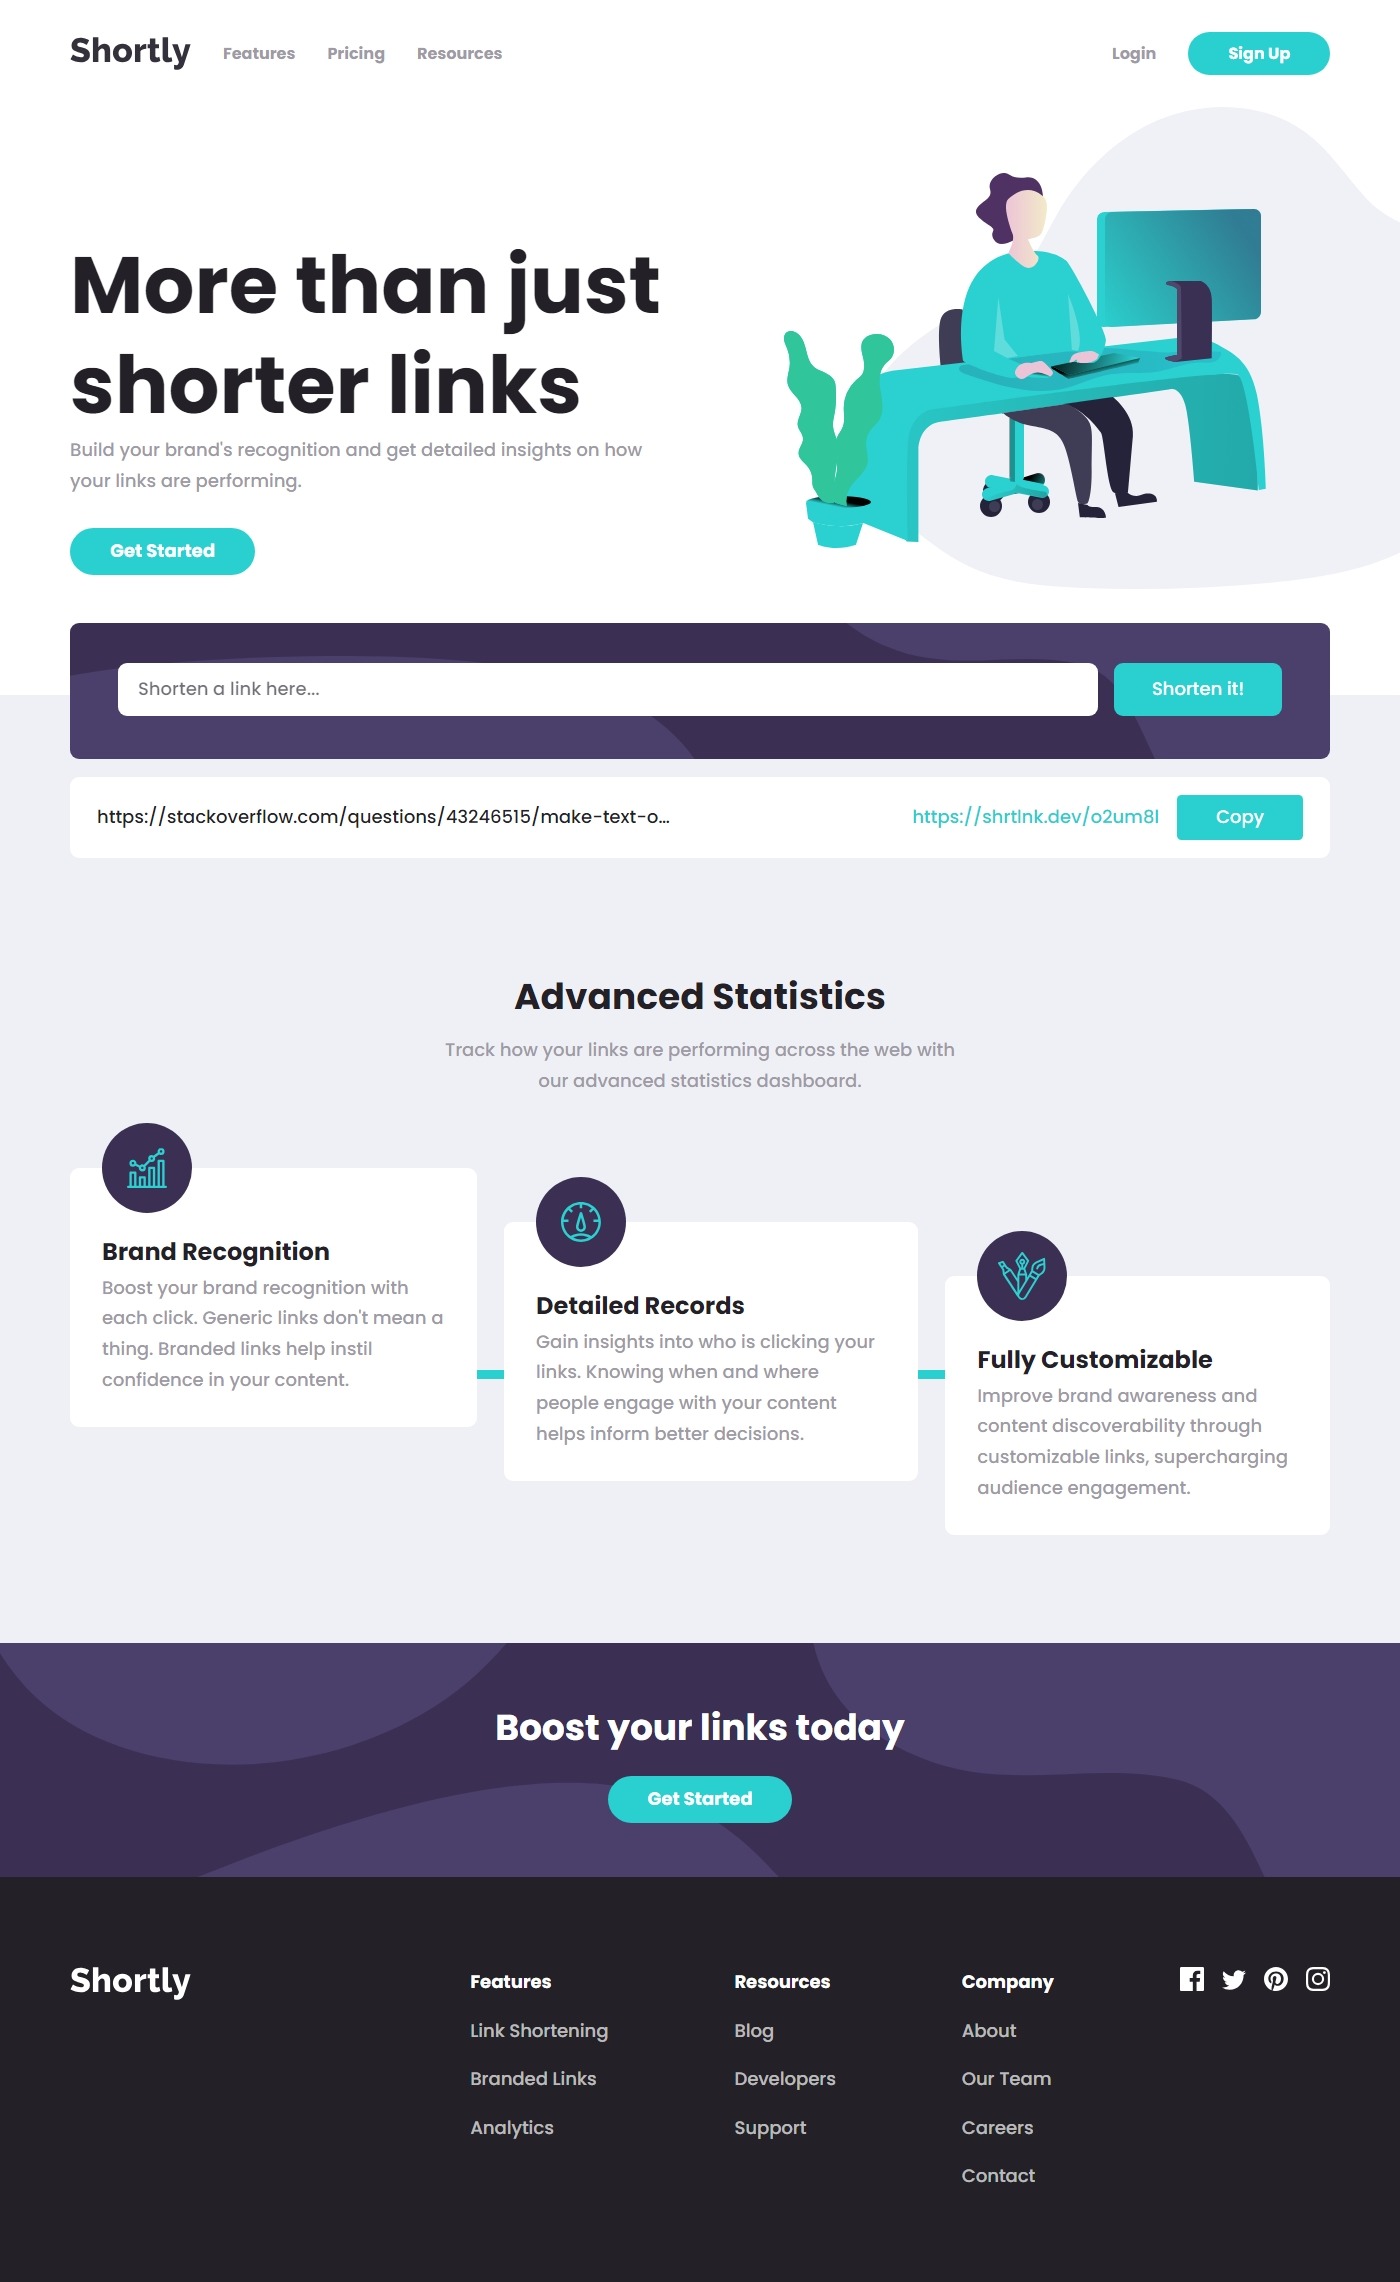 Shortly
Features
Pricing
Resources
Login
Sign Up
More than just
shorter links
Build your brand's recognition and get detailed insights on how
your links are performing.
Get Started
Shorten a link here...
Shorten it!
https://stackoverflow.com/questions/43246515/make-text-o...
https://shrtlnk.dev/o2um8l
Copy
Advanced Statistics
Track how your links are performing across the web with
our advanced statistics dashboard.
Brand Recognition
Boost your brand recognition with
each click. Generic links don't mean a
thing. Branded links help instil
confidence in your content.
Detailed Records
Gain insights into who is clicking your
links. Knowing when and where
people engage with your content
helps inform better decisions.
Fully Customizable
Improve brand awareness and
content discoverability through
customizable links, supercharging
audience engagement.
Boost your links today
Get Started
Shortly
Features
Link Shortening
Branded Links
Analytics
Resources
Blog
Developers
Support
Company
About
Our Team
Careers
Contact